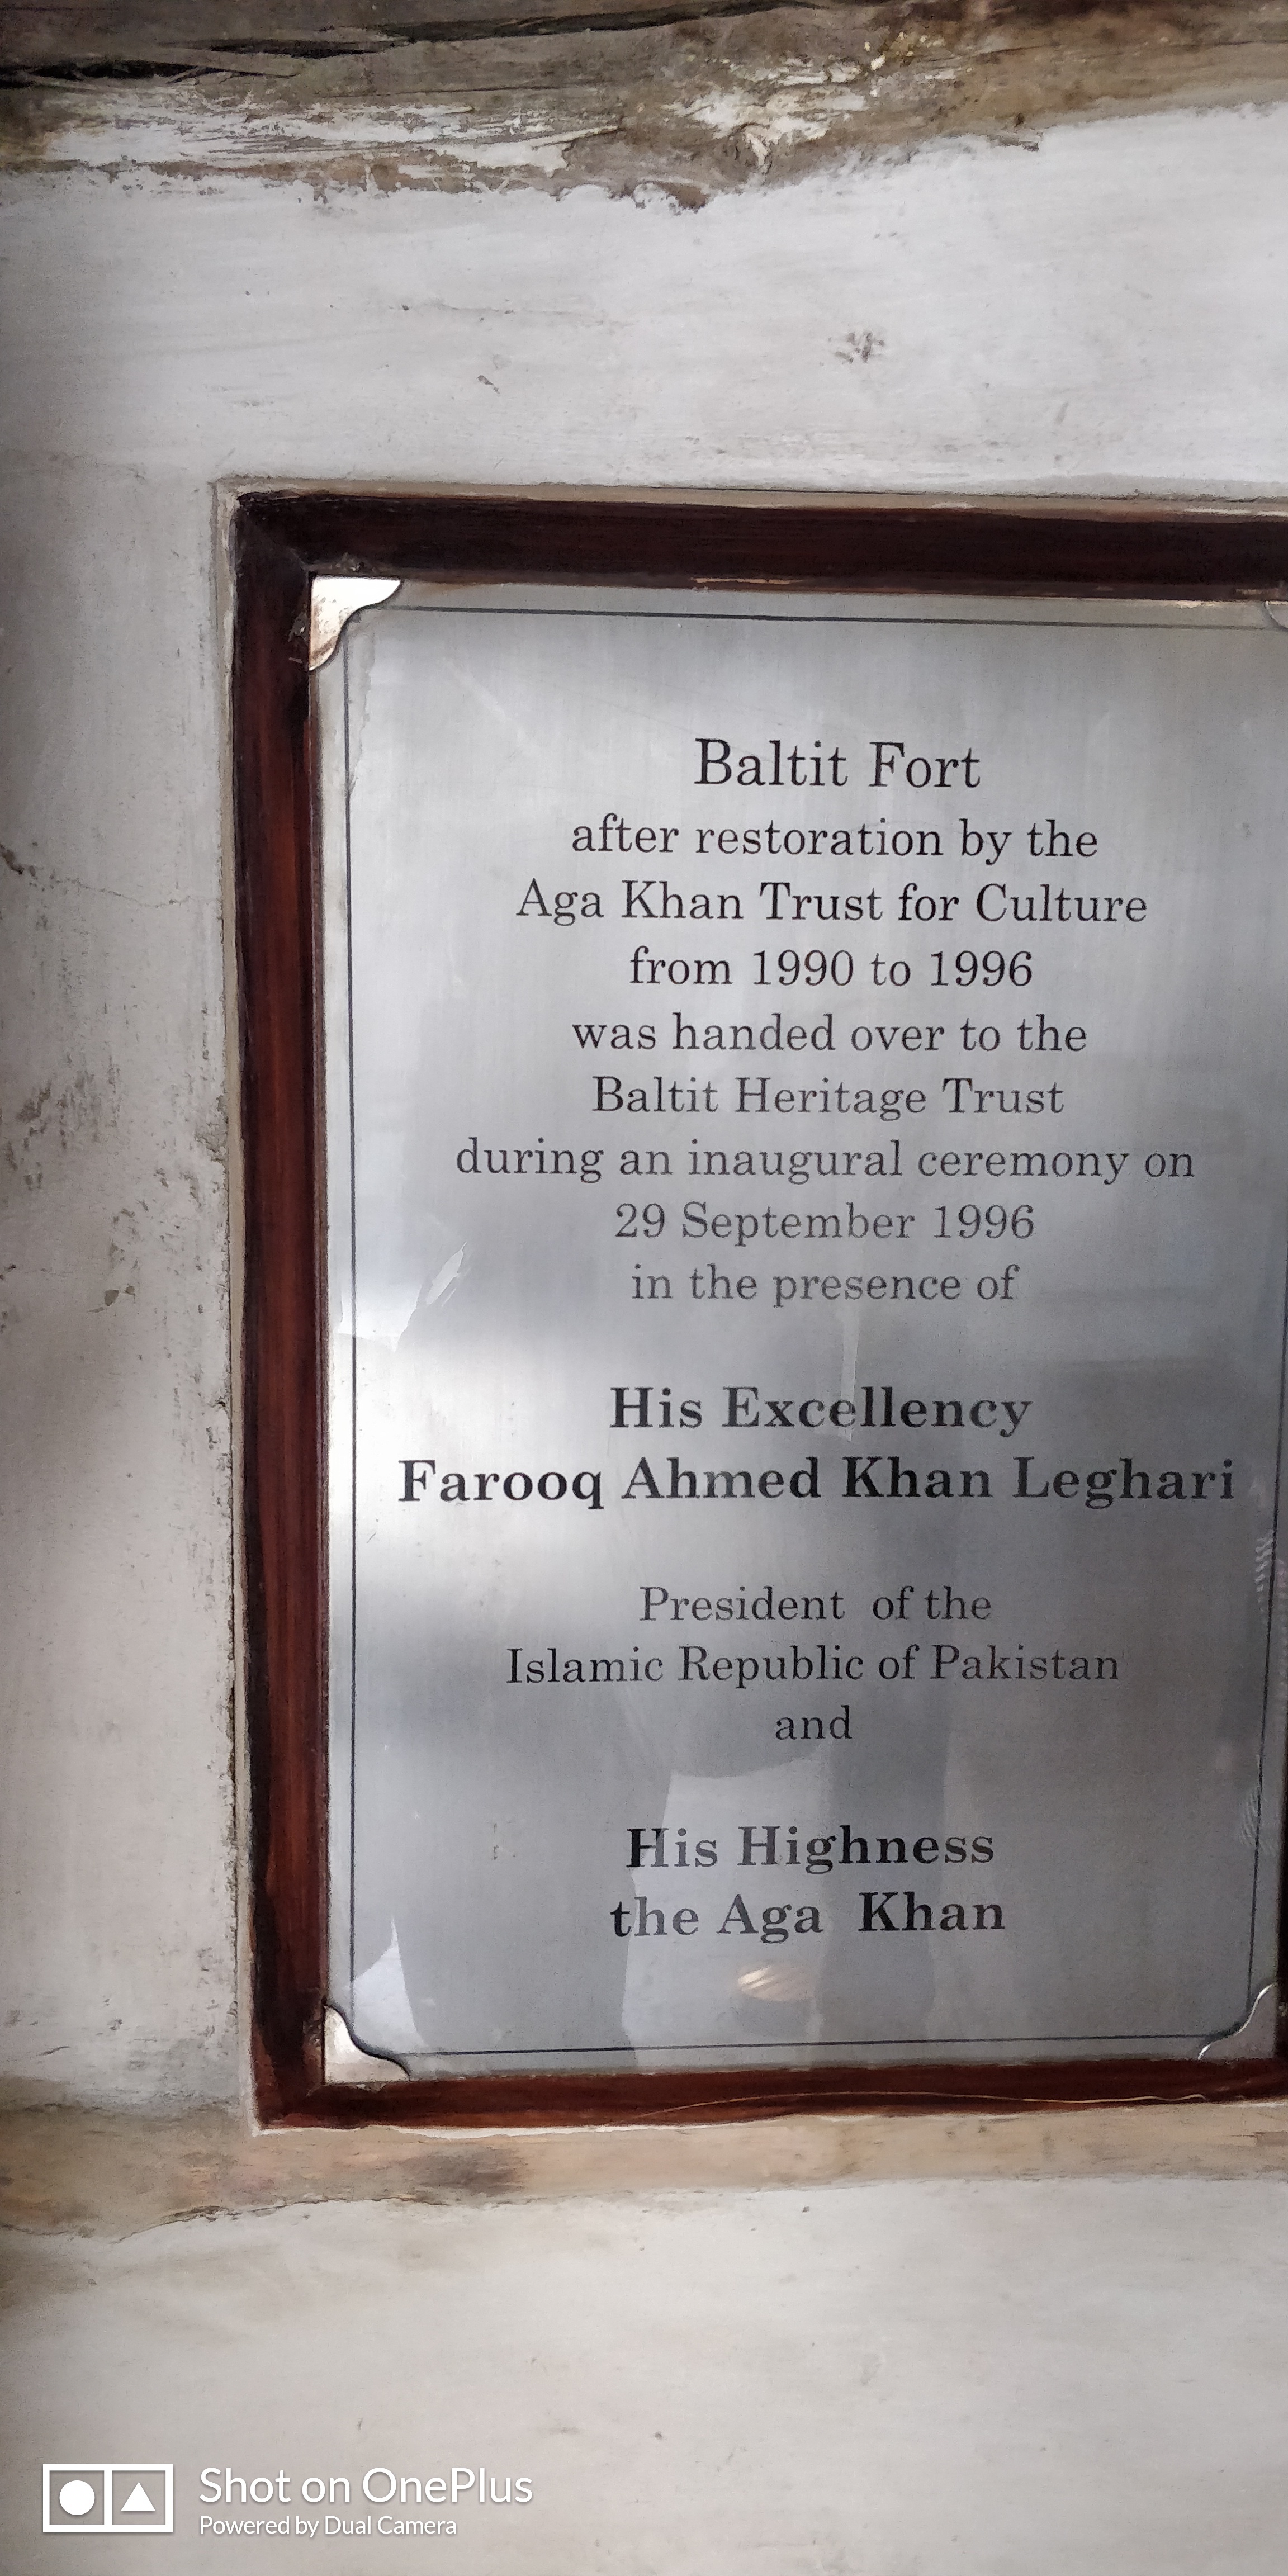 Baltit Fort
after restoration by the
Aga Khan Trust for Culture
from 1990 to 1996
was handed over to the
Baltit Heritage Trust
during an inaugural ceremony on
29 September 1996
in the presence of
His Excellency
Farooq Ahmed Khan Leghari
President of the
Islamic Republic of Pakistan
and
His Highness
the Aga Khan
Shot on OnePlus
Powered by Dual Camera